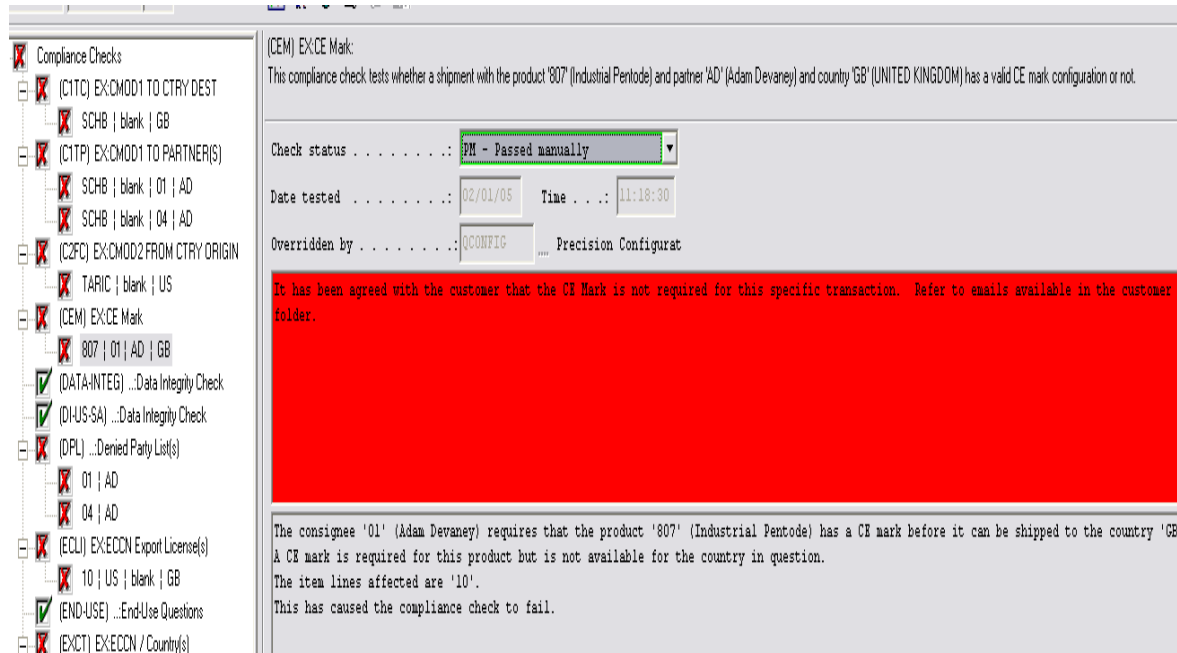 Compliance Checks
(C1TC) EX:CMOD1 TO CTRY DEST
SCHB ¦ blank ¦ GB
(C1TP) EX:CMOD1 TO PARTNER(S)
SCHB ¦ blank ¦ 01 ¦ AD
SCHB ¦ blank ¦ 04 ¦ AD
(C2FC) EX:CMOD2 FROM CTRY ORIGIN
TARIC ¦ blank ¦ US
(CEM) EX:CE Mark
807 ¦ 01 ¦ AD ¦ GB
(DATA-INTEG) ..:Data Integrity Check
(DI-US-SA) ..:Data Integrity Check
(DPL) ..:Denied Party List(s)
01 ¦ AD
04 ¦ AD
(ECLI) EX:ECCN Export License(s)
10 ¦ US ¦ blank ¦ GB
(END-USE) ..:End-Use Questions
(EXCT) EX:ECCN / Country(s)
(CEM) EX:CE Mark:
This compliance check tests whether a shipment with the product '807' (Industrial Pentode) and partner 'AD' (Adam Devaney) and country 'GB' (UNITED KINGDOM) has a valid CE mark configuration or not.
Check status . . . . . . . .: PM - Passed manually
Date tested . . . . . . . .: 02/01/05 Time . . .: 11:18:30
Overridden by . . . . . . . .: QCONFIG ... Precision Configurat
It has been agreed with the customer that the CE Mark is not required for this specific transaction. Refer to emails available in the customer
folder.
The consignee '01' (Adam Devaney) requires that the product '807' (Industrial Pentode) has a CE mark before it can be shipped to the country 'GB
A CE mark is required for this product but is not available for the country in question.
The item lines affected are '10'.
This has caused the compliance check to fail.